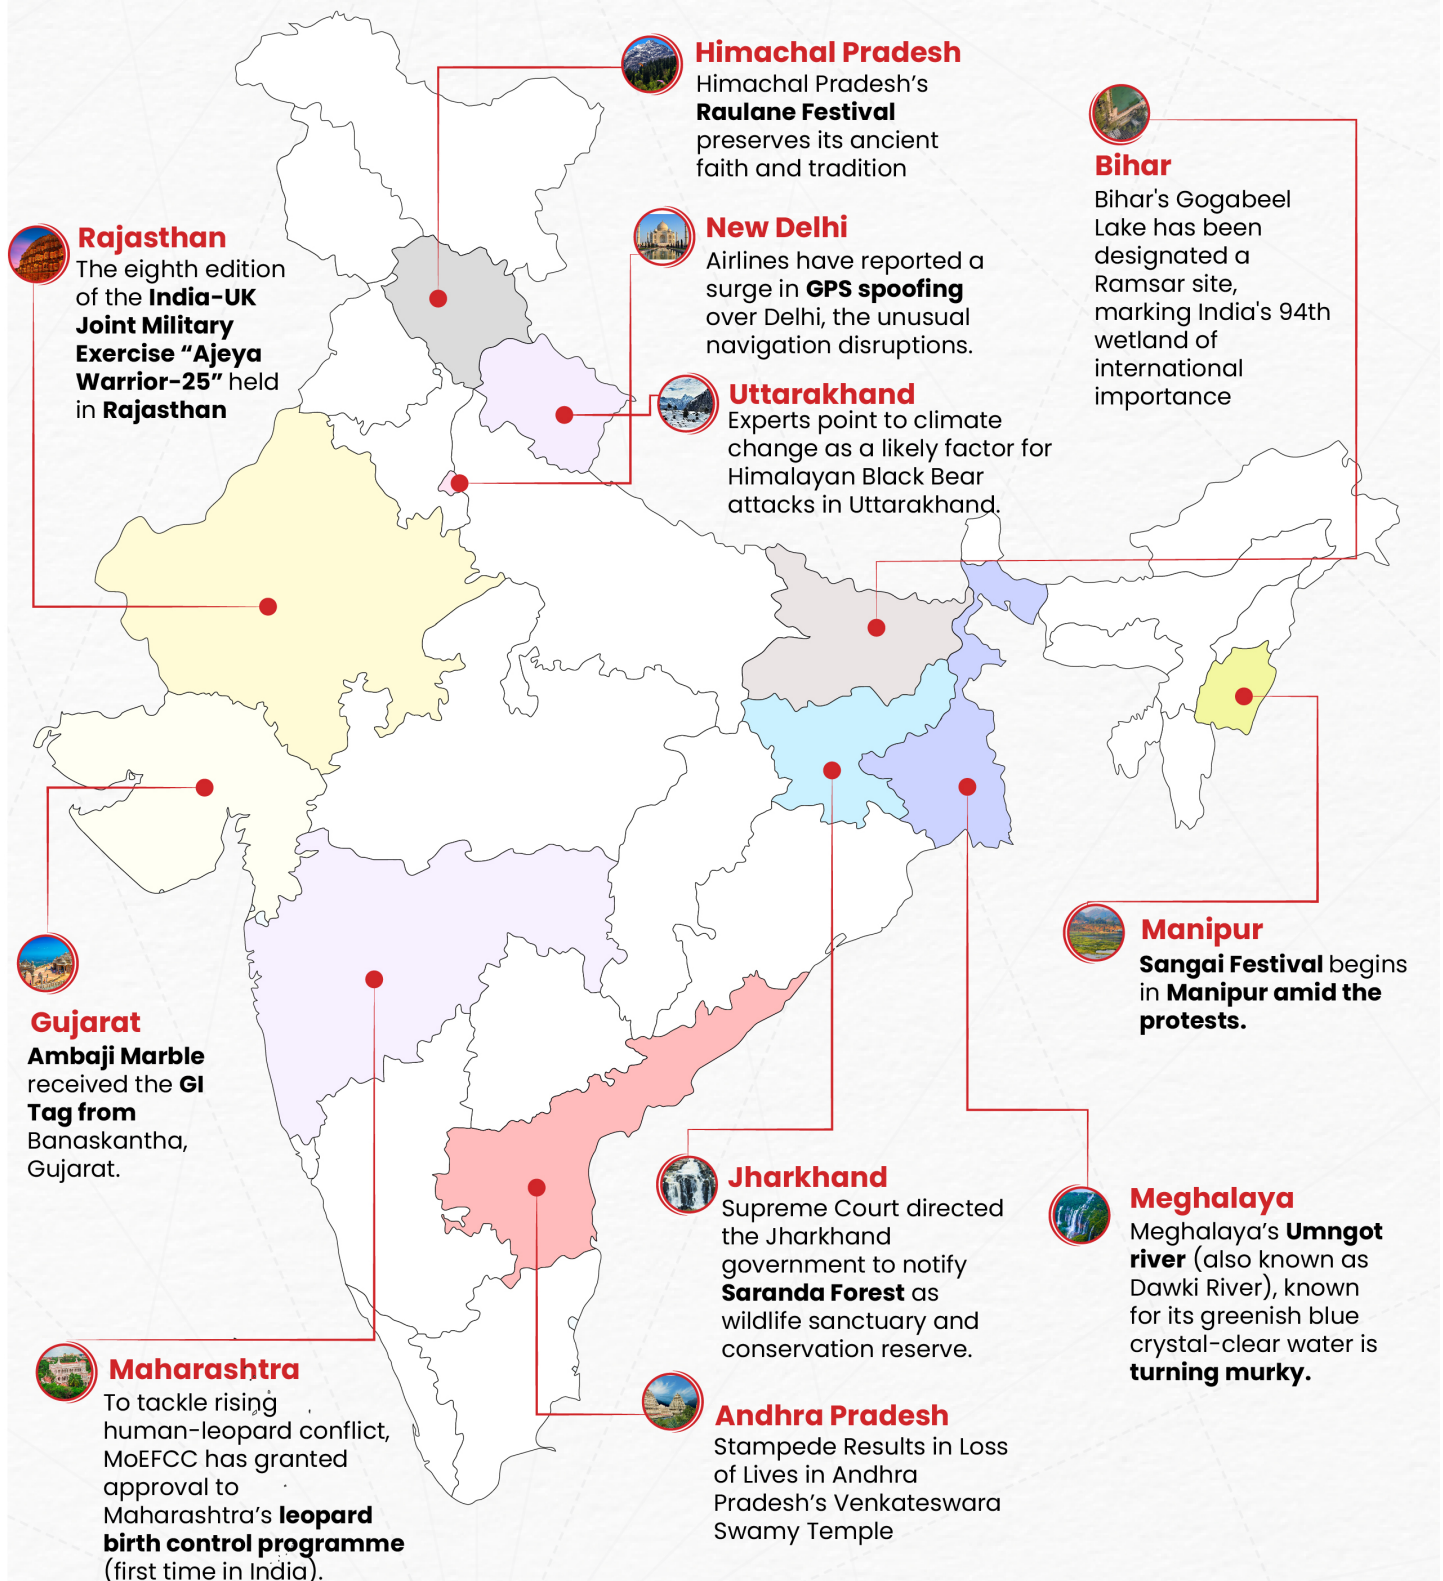 Himachal Pradesh
Himachal Pradesh’s
Raulane Festival
preserves its ancient
faith and tradition
Bihar
Bihar's Gogabeel
Lake has been
designated a
Ramsar site,
marking India's 94th
wetland of
international
importance
Rajasthan
The eighth edition
of the India-UK
Joint Military
Exercise “Ajeya
Warrior-25” held
in Rajasthan
New Delhi
Airlines have reported a
surge in GPS spoofing
over Delhi, the unusual
navigation disruptions.
Uttarakhand
Experts point to climate
change as a likely factor for
Himalayan Black Bear
attacks in Uttarakhand.
Manipur
Sangai Festival begins
in Manipur amid the
protests.
Gujarat
Ambaji Marble
received the GI
Tag from
Banaskantha,
Gujarat.
Jharkhand
Supreme Court directed
the Jharkhand
government to notify
Saranda Forest as
wildlife sanctuary and
conservation reserve.
Meghalaya
Meghalaya’s Umngot
river (also known as
Dawki River), known
for its greenish blue
crystal-clear water is
turning murky.
Maharashtra
To tackle rising
human-leopard conflict,
MoEFCC has granted
approval to
Maharashtra’s leopard
birth control programme
(first time in India).
Andhra Pradesh
Stampede Results in Loss
of Lives in Andhra
Pradesh’s Venkateswara
Swamy Temple